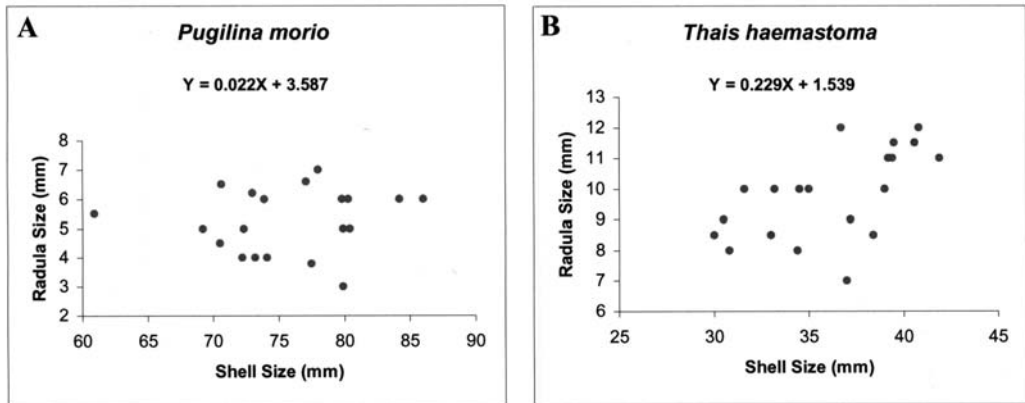 A
Pugilina morio
Y = 0.022X + 3.587
8
7
6
5
4
3
2
Radula Size (mm)
60 65 70 75 80 85 90
Shell Size (mm)
B
Thais haemastoma
Y = 0.229X + 1.539
13
12
11
10
9
8
7
6
Radula Size (mm)
25 30 35 40 45
Shell Size (mm)